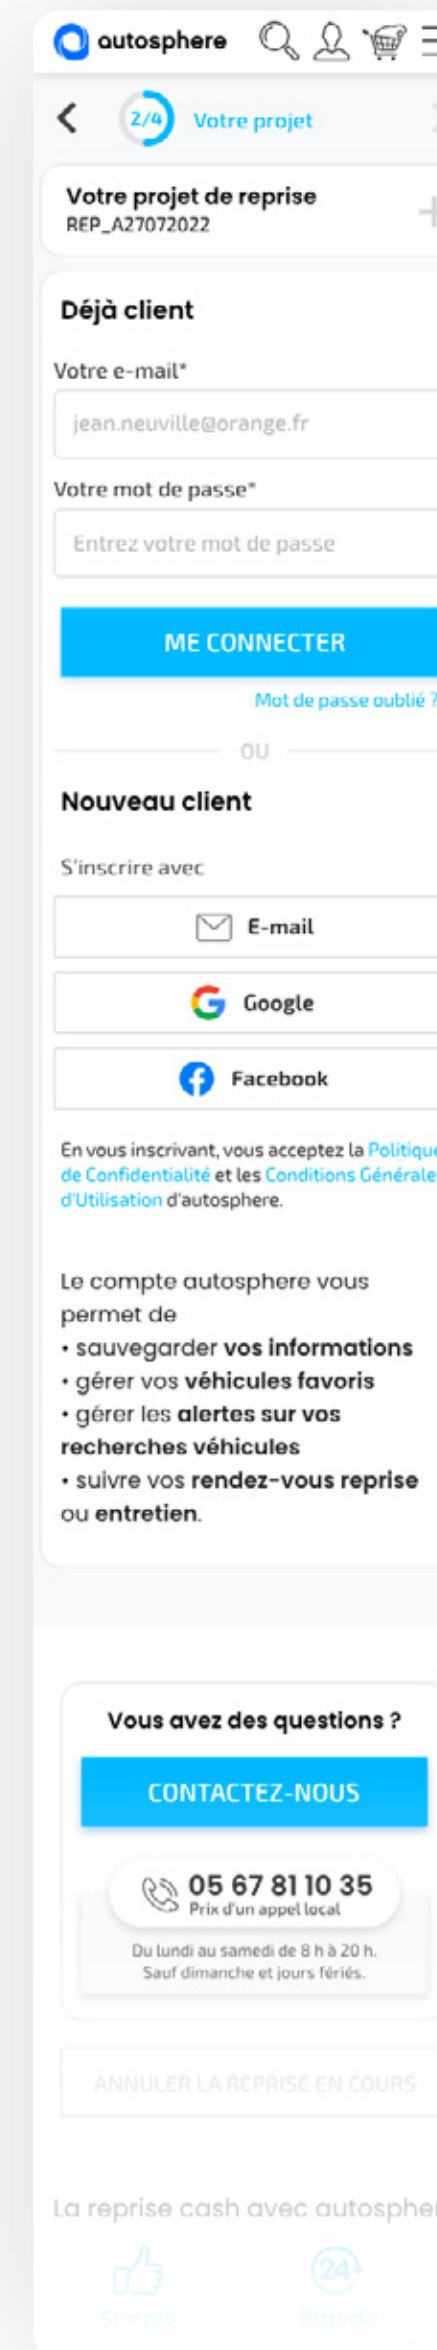 autosphere
2/4 Votre projet
Votre projet de reprise
REP_A27072022
Déjà client
Votre e-mail*
jean.neuville@orange.fr
Votre mot de passe*
Entrez votre mot de passe
ME CONNECTER
Mot de passe oublié ?
OU
Nouveau client
S'inscrire avec
E-mail
Google
Facebook
En vous inscrivant, vous acceptez la Politique
de Confidentialité et les Conditions Générale
d'Utilisation d'autosphere.
Le compte autosphere vous
permet de
• sauvegarder vos informations
• gérer vos véhicules favoris
• gérer les alertes sur vos
recherches véhicules
• suivre vos rendez-vous reprise
ou entretien.
Vous avez des questions ?
CONTACTEZ-NOUS
05 67 81 10 35
Prix d'un appel local
Du lundi au samedi de 8 h à 20 h.
Sauf dimanche et jours fériés.
ANNULER LA REPRISE EN COURS
La reprise cash avec autospher
24
Simple Rapide